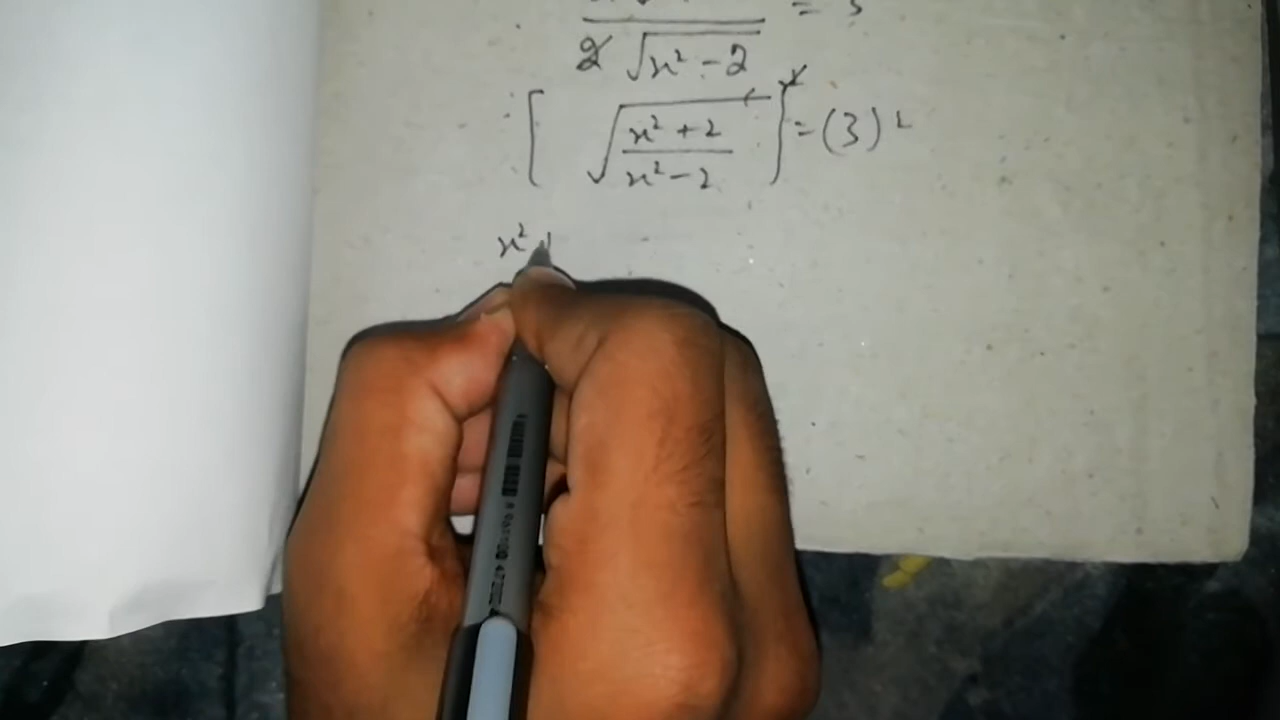 = 3
2 √(x² - 2)
[ √((x² + 2)/(x² - 2)) ]² = (3)²
x²